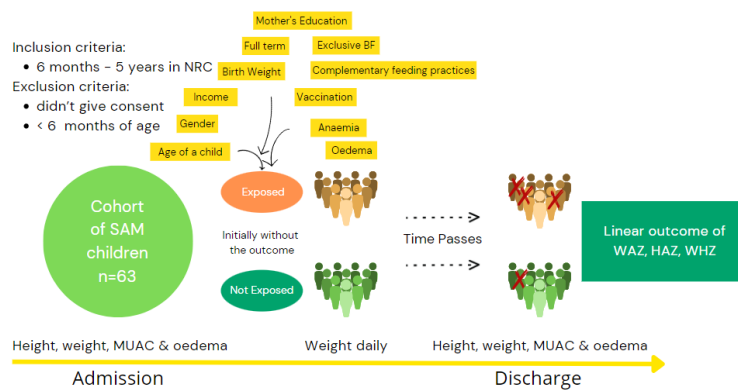 Mother's Education
Full term
Exclusive BF
Birth Weight
Complementary feeding practices
Income
Vaccination
Gender
Anaemia
Age of a child
Oedema
Inclusion criteria:
• 6 months - 5 years in NRC
Exclusion criteria:
• didn't give consent
• < 6 months of age
Cohort
of SAM
children
n=63
Exposed
Initially without
the outcome
Not Exposed
Time Passes
Linear outcome of
WAZ, HAZ, WHZ
Height, weight, MUAC & oedema
Weight daily
Height, weight, MUAC & oedema
Admission
Discharge